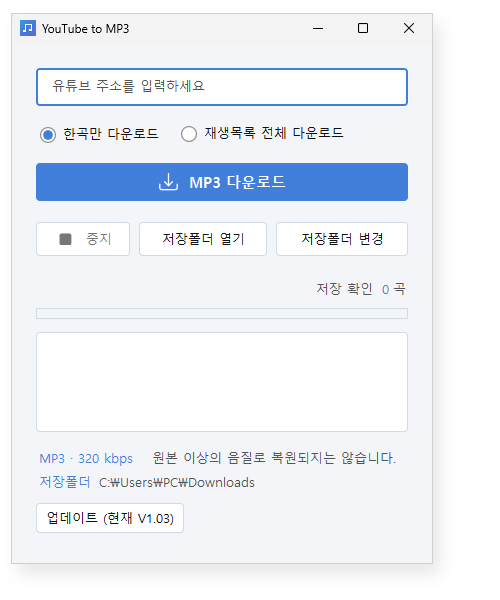 YouTube to MP3
유튜브 주소를 입력하세요
한곡만 다운로드 재생목록 전체 다운로드
MP3 다운로드
중지 저장폴더 열기 저장폴더 변경
저장 확인 0 곡
MP3 · 320 kbps 원본 이상의 음질로 복원되지는 않습니다.
저장폴더 C:₩Users₩PC₩Downloads
업데이트 (현재 V1.03)